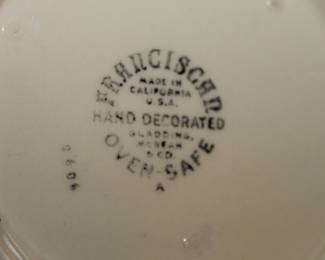 FRANCISCAN
MADE IN
CALIFORNIA
U.S.A.
HAND DECORATED
GLADDING,
McBEAN
& CO.
OVEN-SAFE
A